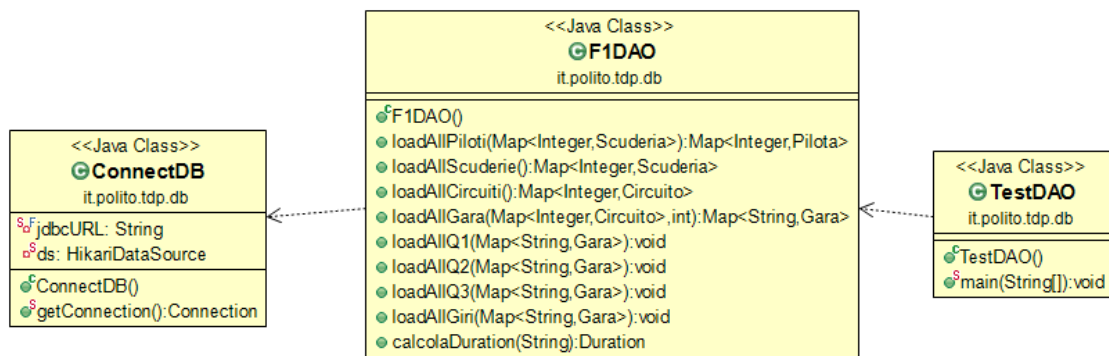 <<Java Class>>
ConnectDB
it.polito.tdp.db
jdbcURL: String
ds: HikariDataSource
ConnectDB()
getConnection():Connection
<<Java Class>>
F1DAO
it.polito.tdp.db
F1DAO()
loadAllPiloti(Map<Integer,Scuderia>):Map<Integer,Pilota>
loadAllScuderie():Map<Integer,Scuderia>
loadAllCircuiti():Map<Integer,Circuito>
loadAllGara(Map<Integer,Circuito>,int):Map<String,Gara>
loadAllQ1(Map<String,Gara>):void
loadAllQ2(Map<String,Gara>):void
loadAllQ3(Map<String,Gara>):void
loadAllGiri(Map<String,Gara>):void
calcolaDuration(String):Duration
<<Java Class>>
TestDAO
it.polito.tdp.db
TestDAO()
main(String[]):void